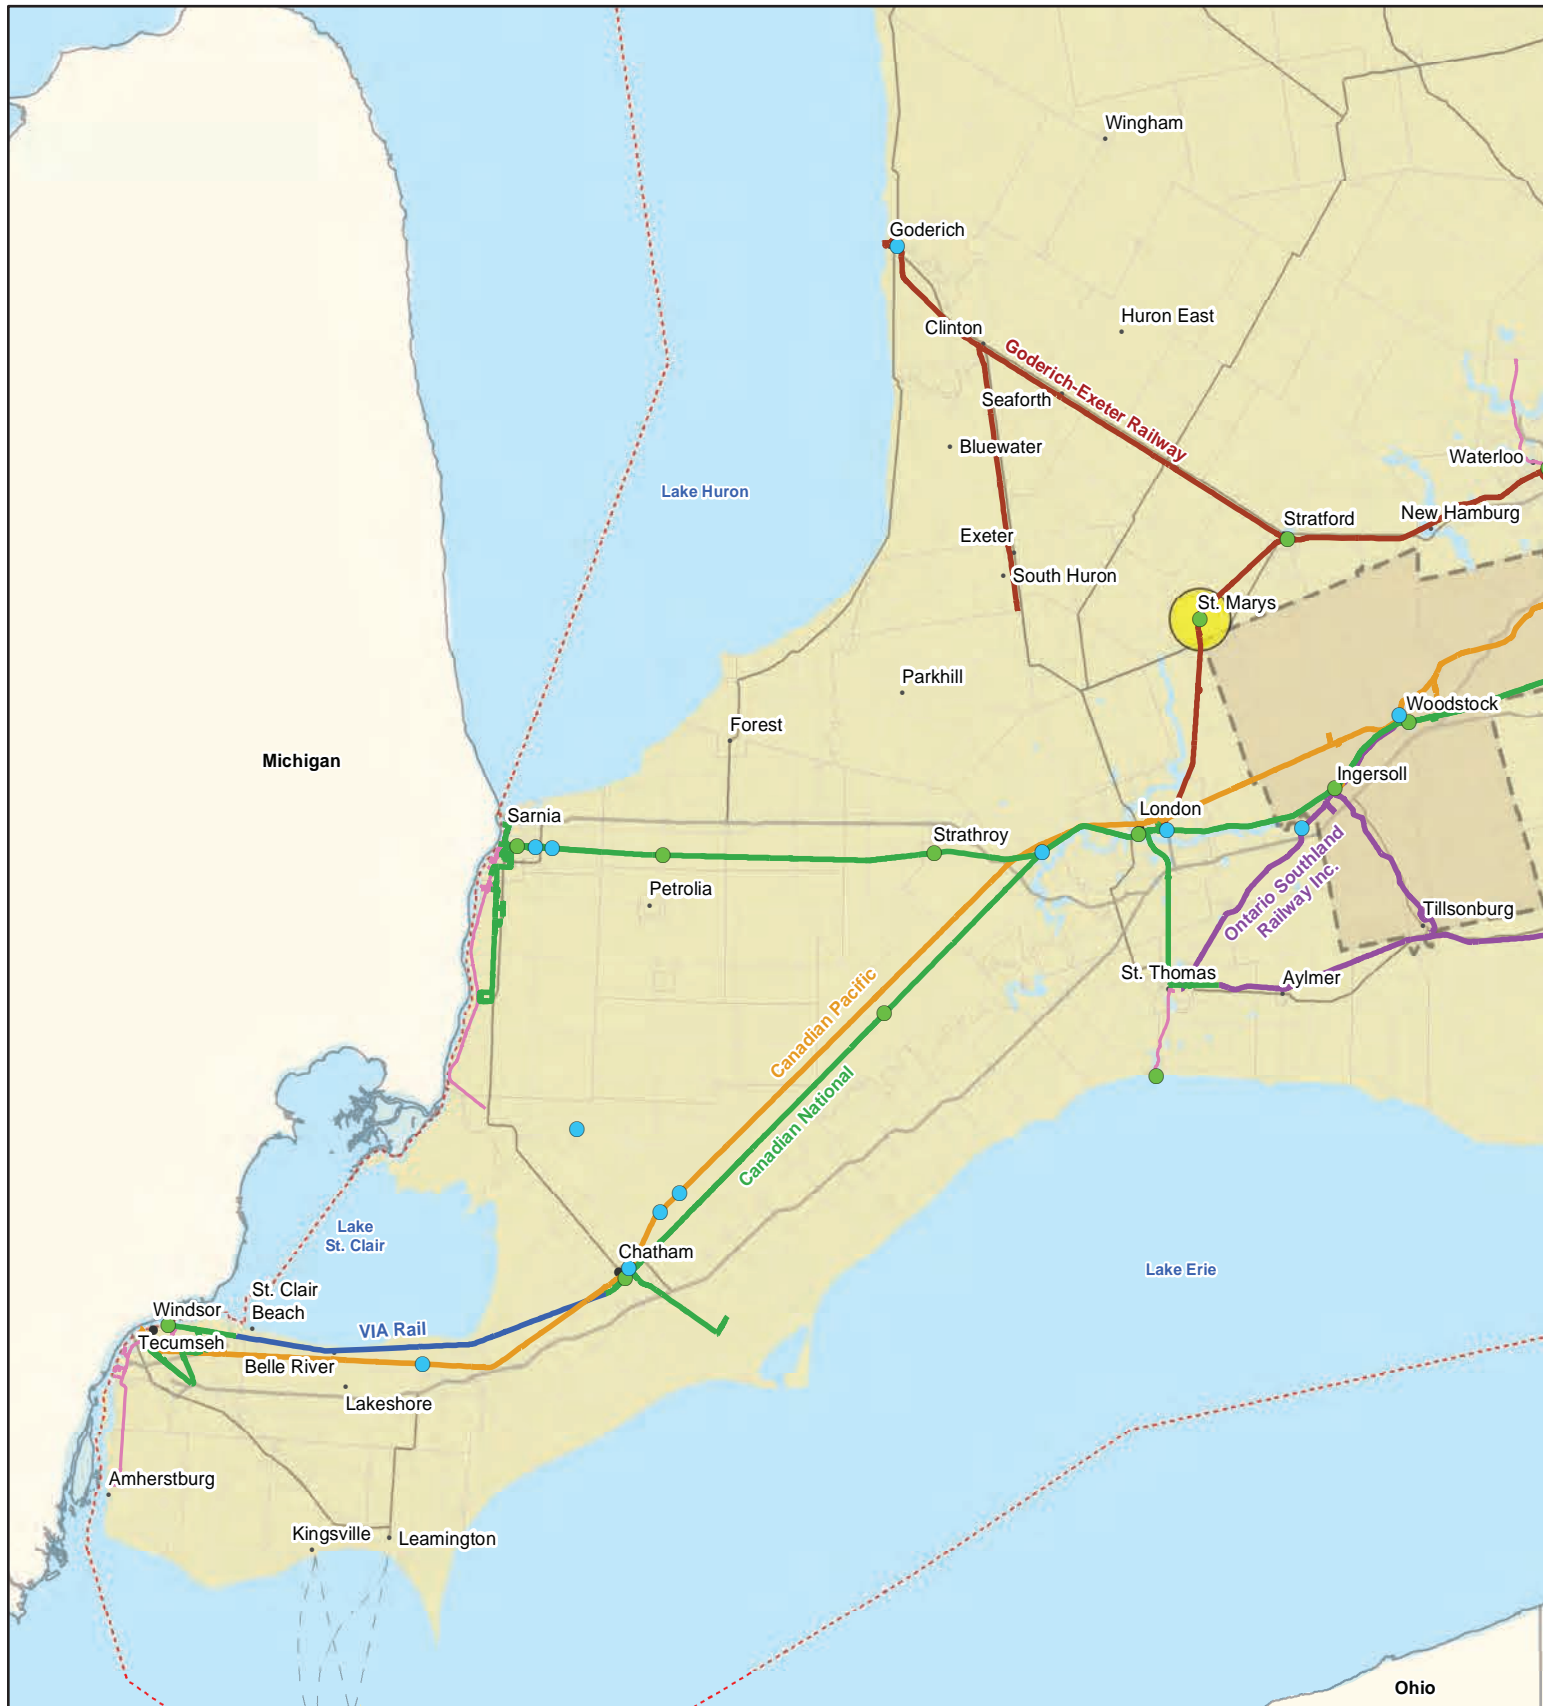 Wingham
Goderich
Huron East
Clinton
Goderich-Exeter Railway
Seaforth
Bluewater
Waterloo
Lake Huron
New Hamburg
Stratford
Exeter
South Huron
St. Marys
Parkhill
Woodstock
Forest
Michigan
Ingersoll
London
Sarnia
Strathroy
Petrolia
Ontario Southland
Railway Inc.
Tillsonburg
St. Thomas
Aylmer
Canadian Pacific
Canadian National
Lake
St. Clair
Chatham
Lake Erie
St. Clair
Beach
Windsor
VIA Rail
Tecumseh
Belle River
Lakeshore
Amherstburg
Kingsville
Leamington
Ohio